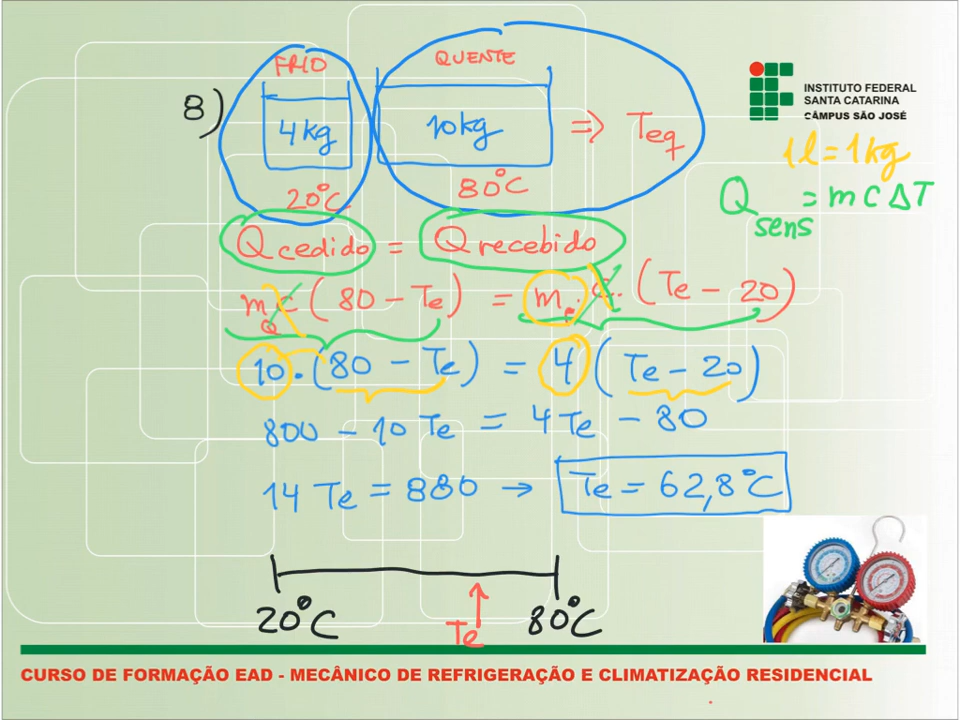 FRIO QUENTE
8) 4kg 10kg => Teq
20°C 80°C
INSTITUTO FEDERAL
SANTA CATARINA
CÂMPUS SÃO JOSÉ
1l = 1kg
Qsens = m c ΔT
Qcedido = Qrecebido
mQ c (80 - Te) = mF . c . (Te - 20)
10 . (80 - Te) = 4 (Te - 20)
800 - 10 Te = 4 Te - 80
14 Te = 880 → Te = 62,8°C
20°C Te 80°C
CURSO DE FORMAÇÃO EAD - MECÂNICO DE REFRIGERAÇÃO E CLIMATIZAÇÃO RESIDENCIAL